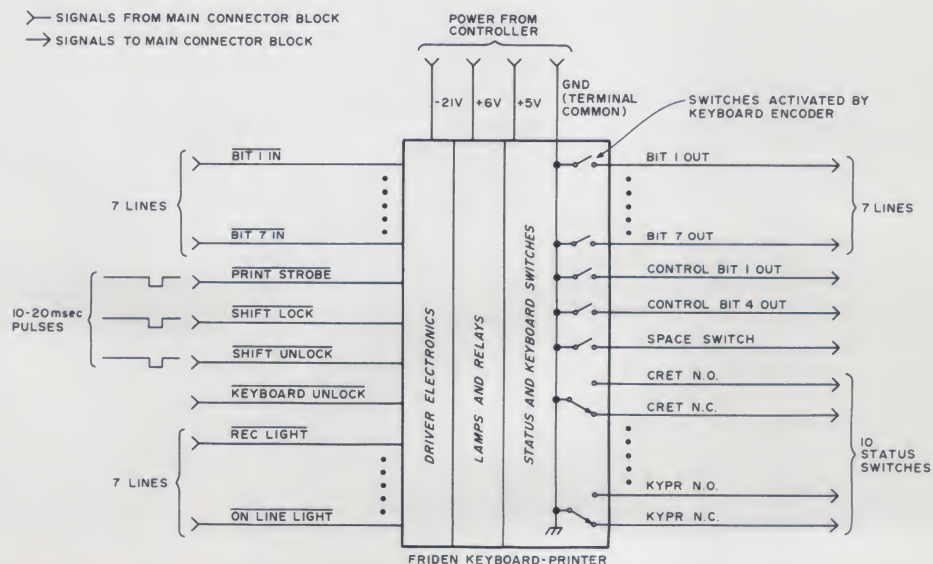 SIGNALS FROM MAIN CONNECTOR BLOCK
SIGNALS TO MAIN CONNECTOR BLOCK
POWER FROM
CONTROLLER
-21V
+6V
+5V
GND
(TERMINAL
COMMON)
SWITCHES ACTIVATED BY
KEYBOARD ENCODER
7 LINES
BIT 1 IN
BIT 7 IN
10-20msec
PULSES
PRINT STROBE
SHIFT LOCK
SHIFT UNLOCK
KEYBOARD UNLOCK
7 LINES
REC LIGHT
ON LINE LIGHT
DRIVER ELECTRONICS
LAMPS AND RELAYS
STATUS AND KEYBOARD SWITCHES
BIT 1 OUT
BIT 7 OUT
7 LINES
CONTROL BIT 1 OUT
CONTROL BIT 4 OUT
SPACE SWITCH
CRET N.O.
CRET N.C.
KYPR N.O.
KYPR N.C.
10
STATUS
SWITCHES
FRIDEN KEYBOARD-PRINTER